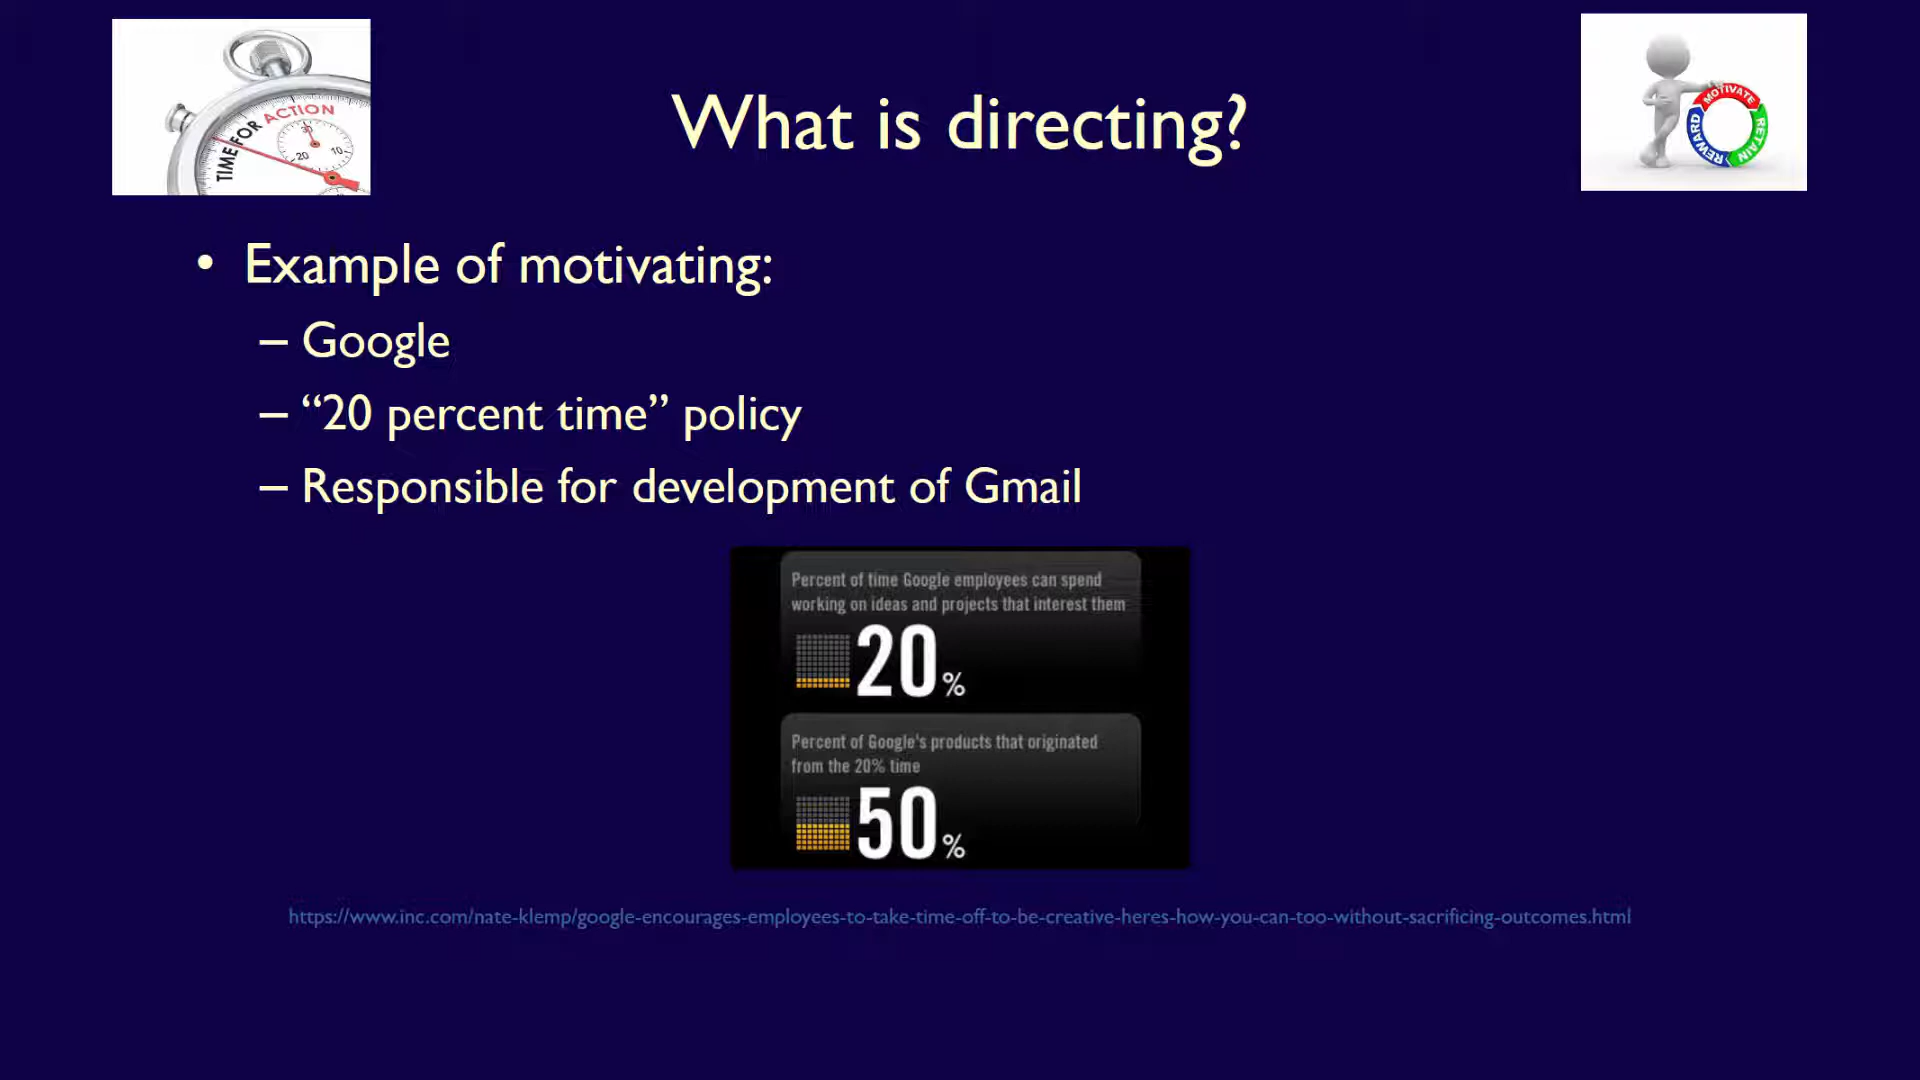 TIME FOR ACTION
30
20
10
What is directing?
MOTIVATE
RETAIN
REWARD
• Example of motivating:
– Google
– “20 percent time” policy
– Responsible for development of Gmail
Percent of time Google employees can spend
working on ideas and projects that interest them
20%
Percent of Google's products that originated
from the 20% time
50%
https://www.inc.com/nate-klemp/google-encourages-employees-to-take-time-off-to-be-creative-heres-how-you-can-too-without-sacrificing-outcomes.html